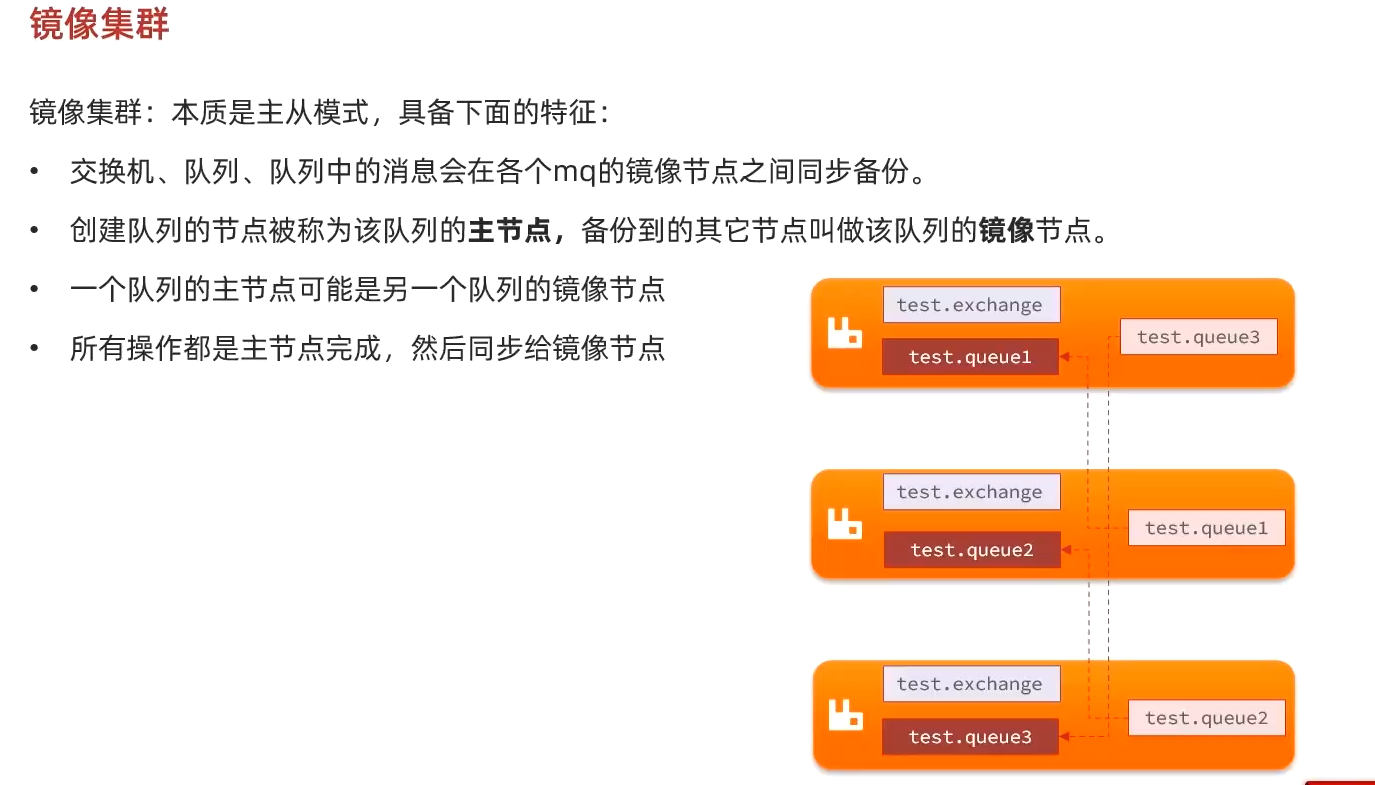 镜像集群
镜像集群：本质是主从模式，具备下面的特征：
• 交换机、队列、队列中的消息会在各个mq的镜像节点之间同步备份。
• 创建队列的节点被称为该队列的主节点，备份到的其它节点叫做该队列的镜像节点。
• 一个队列的主节点可能是另一个队列的镜像节点
• 所有操作都是主节点完成，然后同步给镜像节点
test.exchange
test.queue3
test.queue1
test.exchange
test.queue1
test.queue2
test.exchange
test.queue2
test.queue3